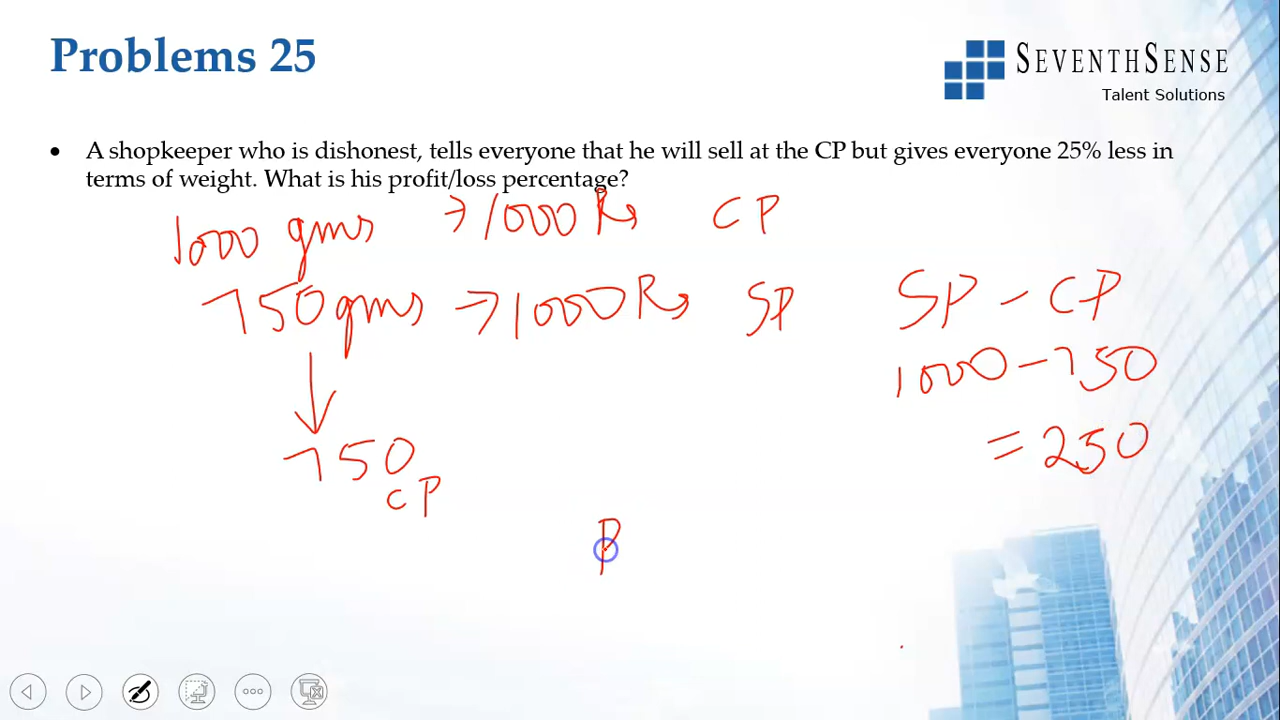 Problems 25
SEVENTHSENSE
Talent Solutions
• A shopkeeper who is dishonest, tells everyone that he will sell at the CP but gives everyone 25% less in
terms of weight. What is his profit/loss percentage?
1000 gms → 1000 Rs CP
750 gms → 1000 Rs SP
SP - CP
1000 - 750
= 250
750
CP
P